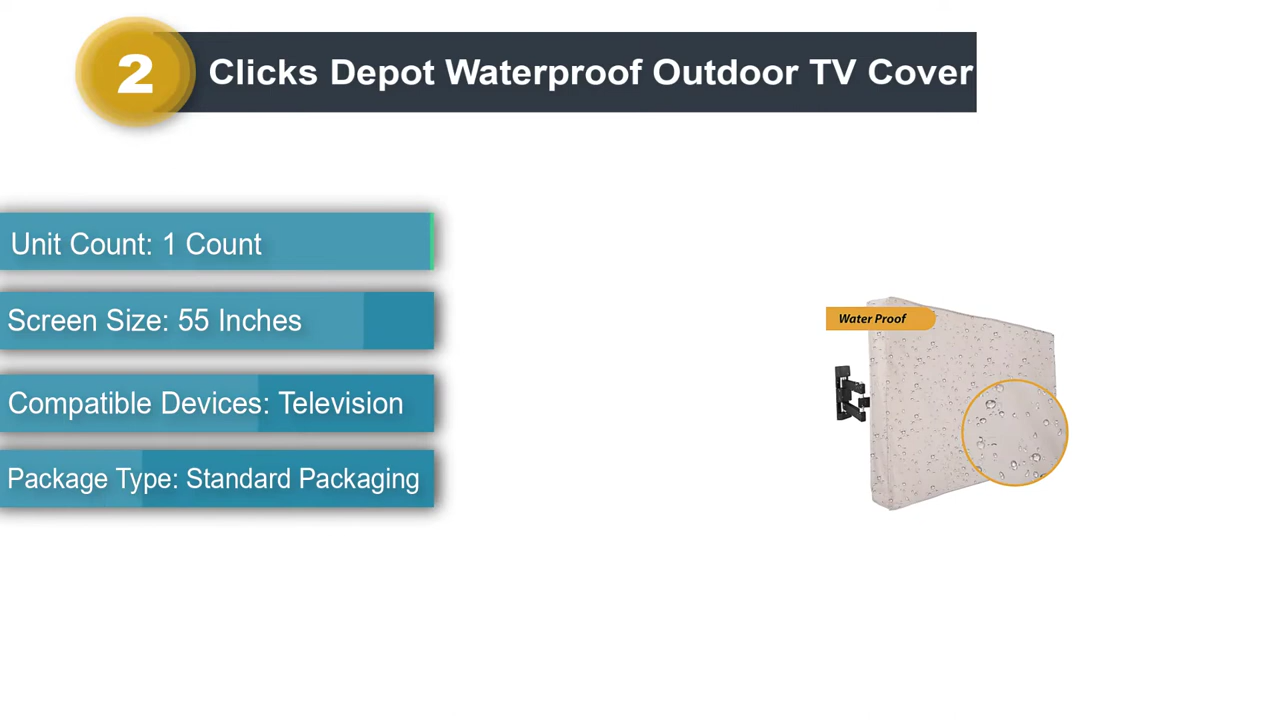 2
Clicks Depot Waterproof Outdoor TV Cover
Unit Count: 1 Count
Screen Size: 55 Inches
Compatible Devices: Television
Package Type: Standard Packaging
Water Proof